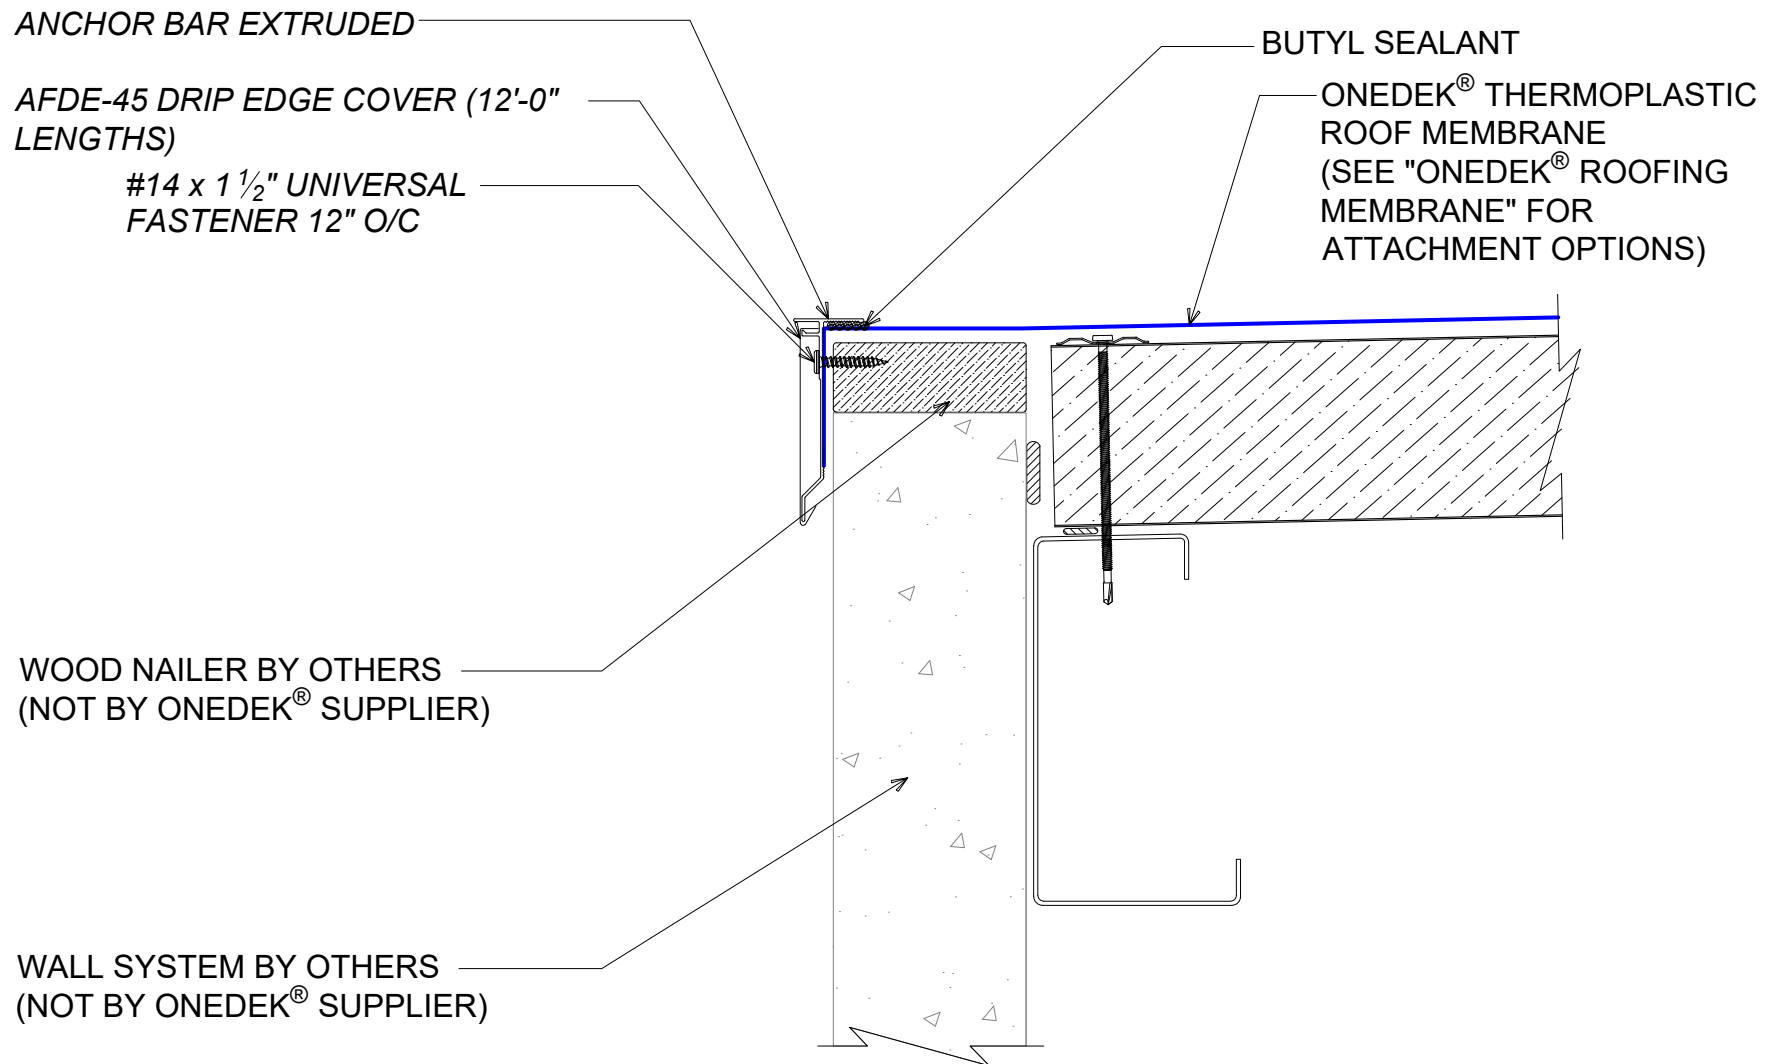 ANCHOR BAR EXTRUDED
AFDE-45 DRIP EDGE COVER (12'-0"
LENGTHS)
#14 x 1 1/2" UNIVERSAL
FASTENER 12" O/C
BUTYL SEALANT
ONEDEK® THERMOPLASTIC
ROOF MEMBRANE
(SEE "ONEDEK® ROOFING
MEMBRANE" FOR
ATTACHMENT OPTIONS)
WOOD NAILER BY OTHERS
(NOT BY ONEDEK® SUPPLIER)
WALL SYSTEM BY OTHERS
(NOT BY ONEDEK® SUPPLIER)